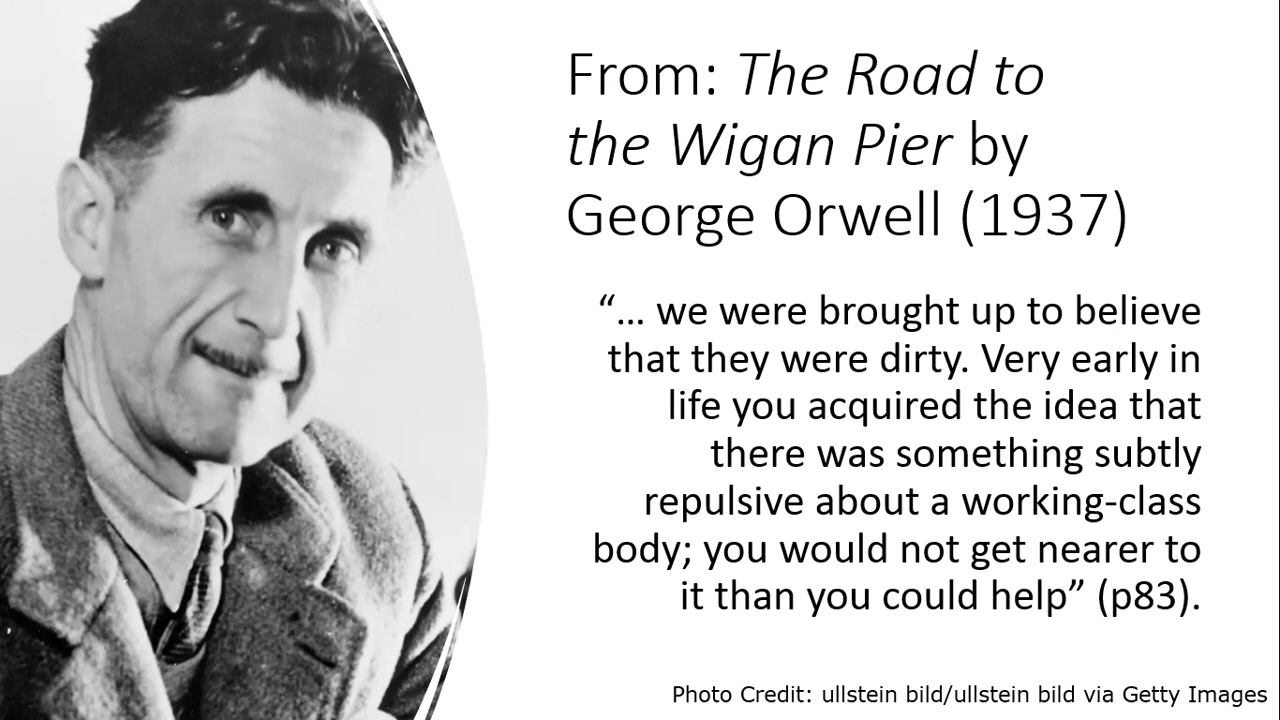 From: The Road to
the Wigan Pier by
George Orwell (1937)
“... we were brought up to believe
that they were dirty. Very early in
life you acquired the idea that
there was something subtly
repulsive about a working-class
body; you would not get nearer to
it than you could help” (p83).
Photo Credit: ullstein bild/ullstein bild via Getty Images